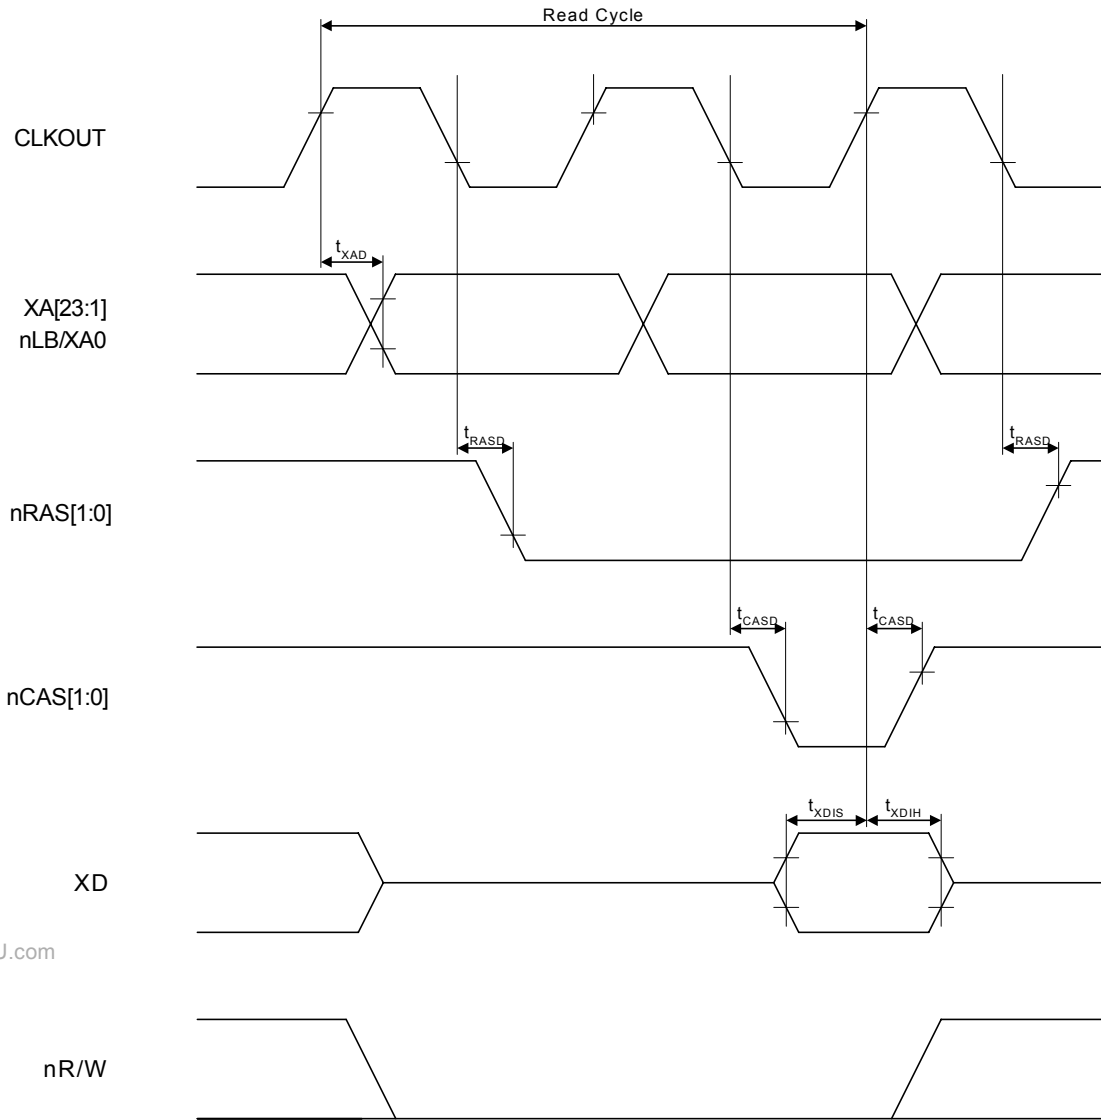 Read Cycle
CLKOUT
tXAD
XA[23:1]
nLB/XA0
tRASD
tRASD
nRAS[1:0]
tCASD
tCASD
nCAS[1:0]
tXDIS
tXDIH
XD
U.com
nR/W